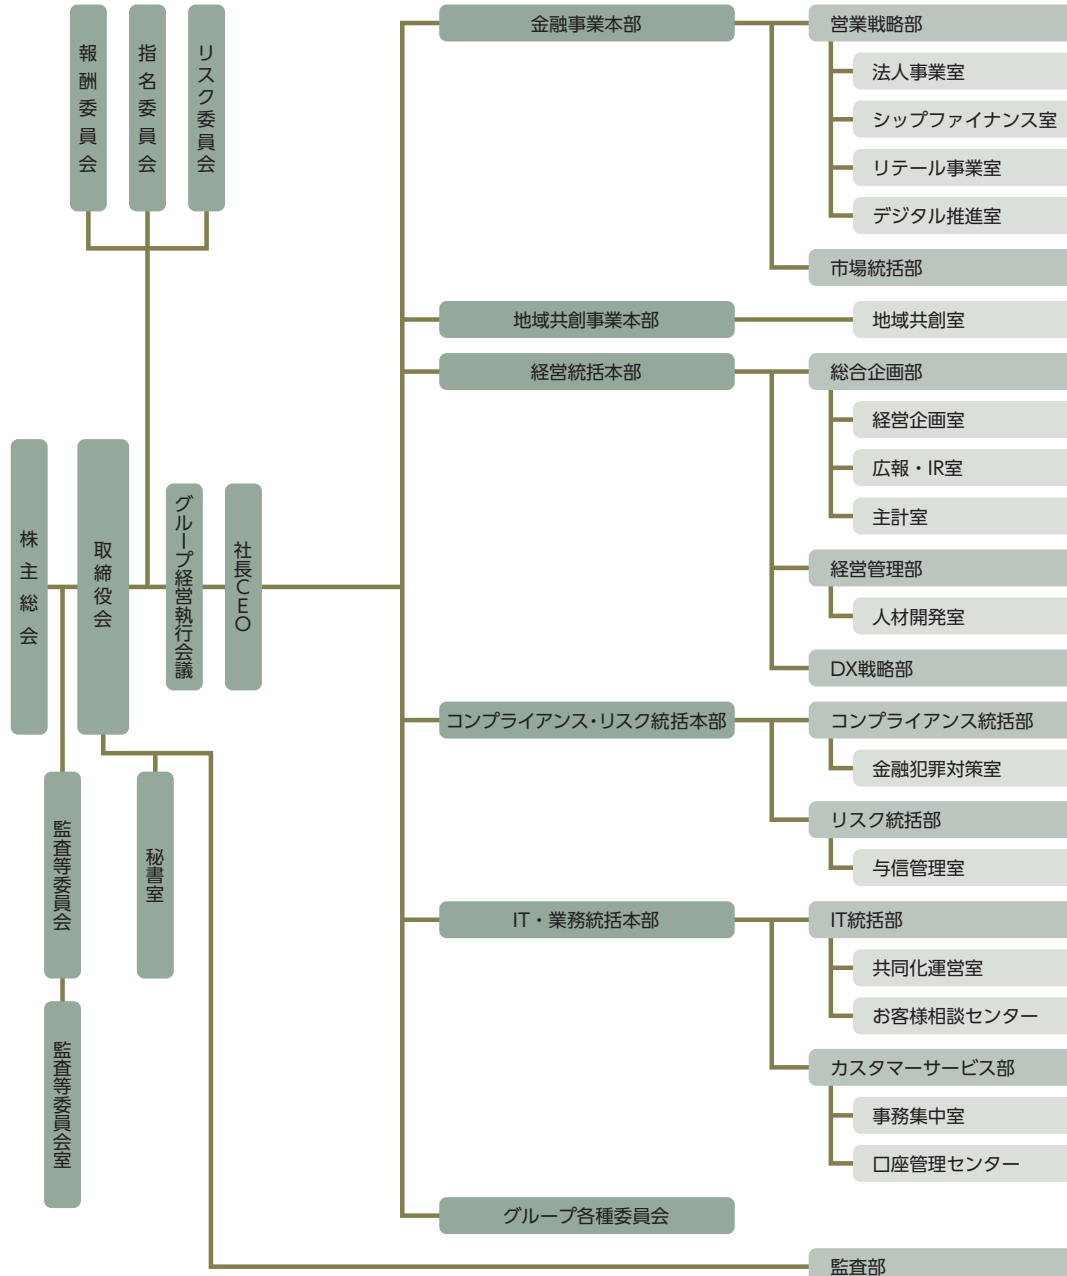 報酬委員会
指名委員会
リスク委員会
株主総会
取締役会
グループ経営執行会議
社長CEO
監査等委員会
監査等委員会室
秘書室
金融事業本部
営業戦略部
法人事業室
シップファイナンス室
リテール事業室
デジタル推進室
市場統括部
地域共創事業本部
地域共創室
経営統括本部
総合企画部
経営企画室
広報・IR室
主計室
経営管理部
人材開発室
DX戦略部
コンプライアンス・リスク統括本部
コンプライアンス統括部
金融犯罪対策室
リスク統括部
与信管理室
IT・業務統括本部
IT統括部
共同化運営室
お客様相談センター
カスタマーサービス部
事務集中室
口座管理センター
グループ各種委員会
監査部